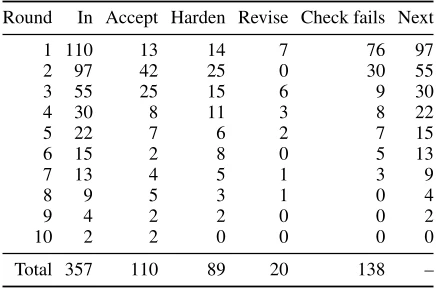 Round In Accept Harden Revise Check fails Next
1 110 13 14 7 76 97
2 97 42 25 0 30 55
3 55 25 15 6 9 30
4 30 8 11 3 8 22
5 22 7 6 2 7 15
6 15 2 8 0 5 13
7 13 4 5 1 3 9
8 9 5 3 1 0 4
9 4 2 2 0 0 2
10 2 2 0 0 0 0
Total 357 110 89 20 138 –